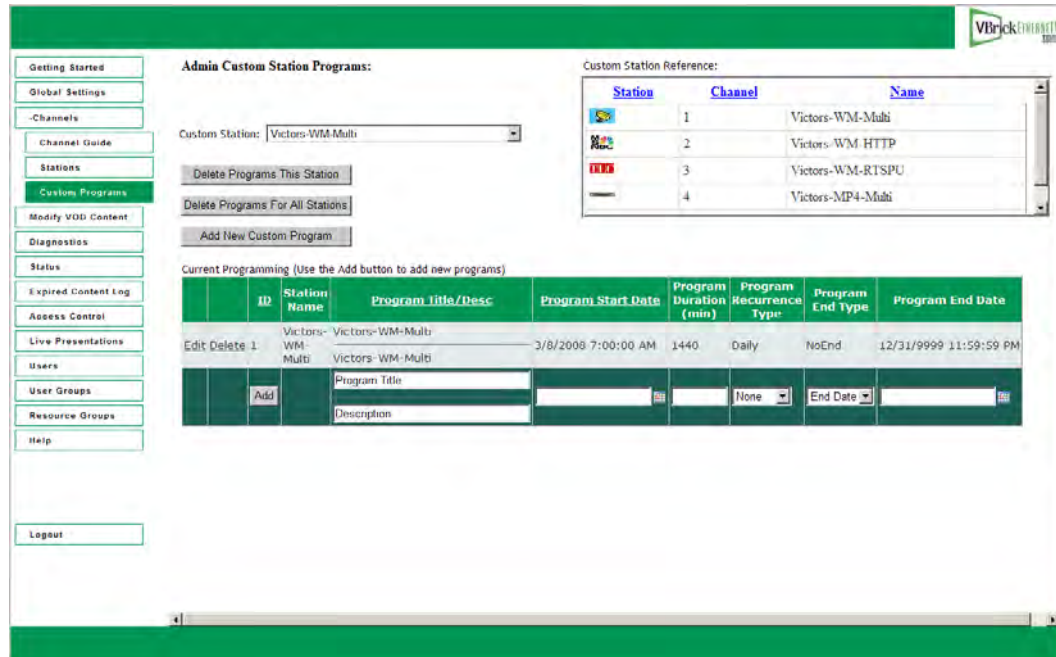 VBrick ETHERNETV
Getting Started
Global Settings
-Channels
Channel Guide
Stations
Custom Programs
Modify VOD Content
Diagnostics
Status
Expired Content Log
Access Control
Live Presentations
Users
User Groups
Resource Groups
Help
Logout
Admin Custom Station Programs:
Custom Station: Victors-WM-Multi
Delete Programs This Station
Delete Programs For All Stations
Add New Custom Program
Custom Station Reference:
Station Channel Name
1 Victors-WM-Multi
NBC 2 Victors-WM-HTTP
3 Victors-WM-RTSPU
4 Victors-MP4-Multi
Current Programming (Use the Add button to add new programs)
ID Station Name Program Title/Desc Program Start Date Program Duration (min) Program Recurrence Type Program End Type Program End Date
Edit Delete 1 Victors-WM-Multi Victors-WM-Multi 3/8/2008 7:00:00 AM 1440 Daily NoEnd 12/31/9999 11:59:59 PM
Victors-WM-Multi
Add Program Title None End Date
Description